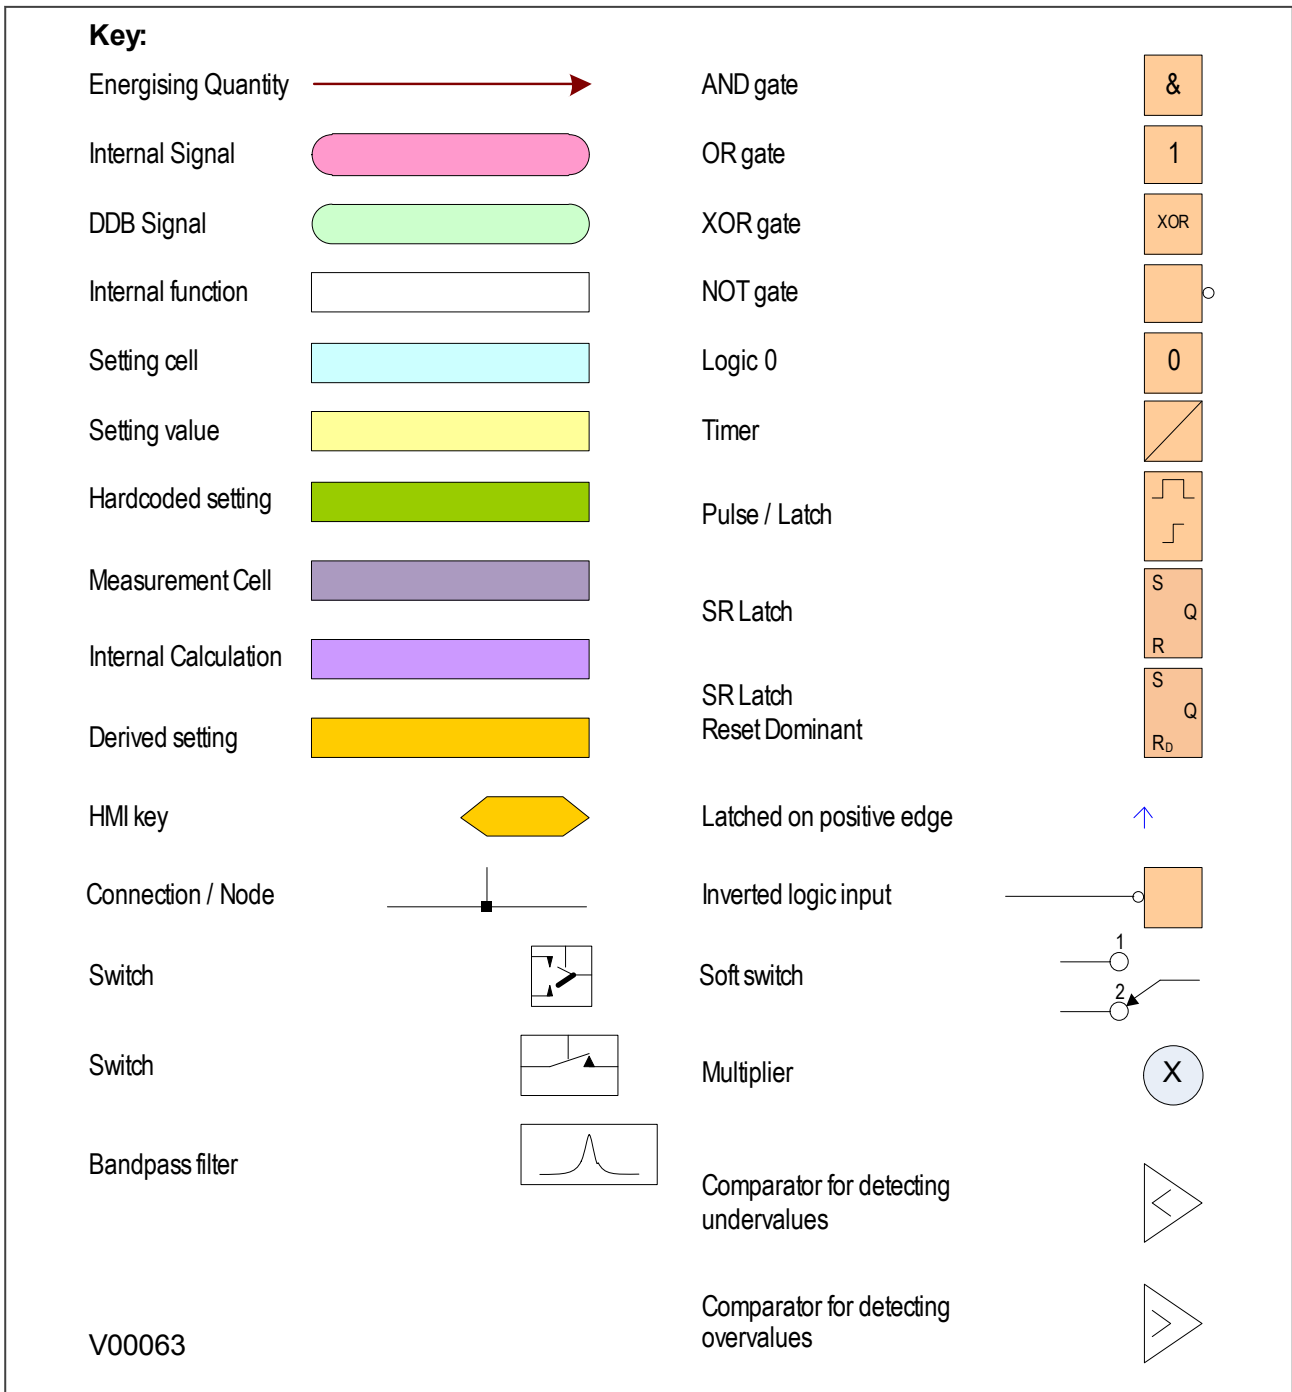 Key:
Energising Quantity
Internal Signal
DDB Signal
Internal function
Setting cell
Setting value
Hardcoded setting
Measurement Cell
Internal Calculation
Derived setting
HMI key
Connection / Node
Switch
Switch
Bandpass filter
V00063
AND gate
&
OR gate
1
XOR gate
XOR
NOT gate
Logic 0
0
Timer
Pulse / Latch
SR Latch
S
Q
R
SR Latch
Reset Dominant
S
Q
RD
Latched on positive edge
Inverted logic input
Soft switch
1
2
Multiplier
X
Comparator for detecting
undervalues
<
Comparator for detecting
overvalues
>